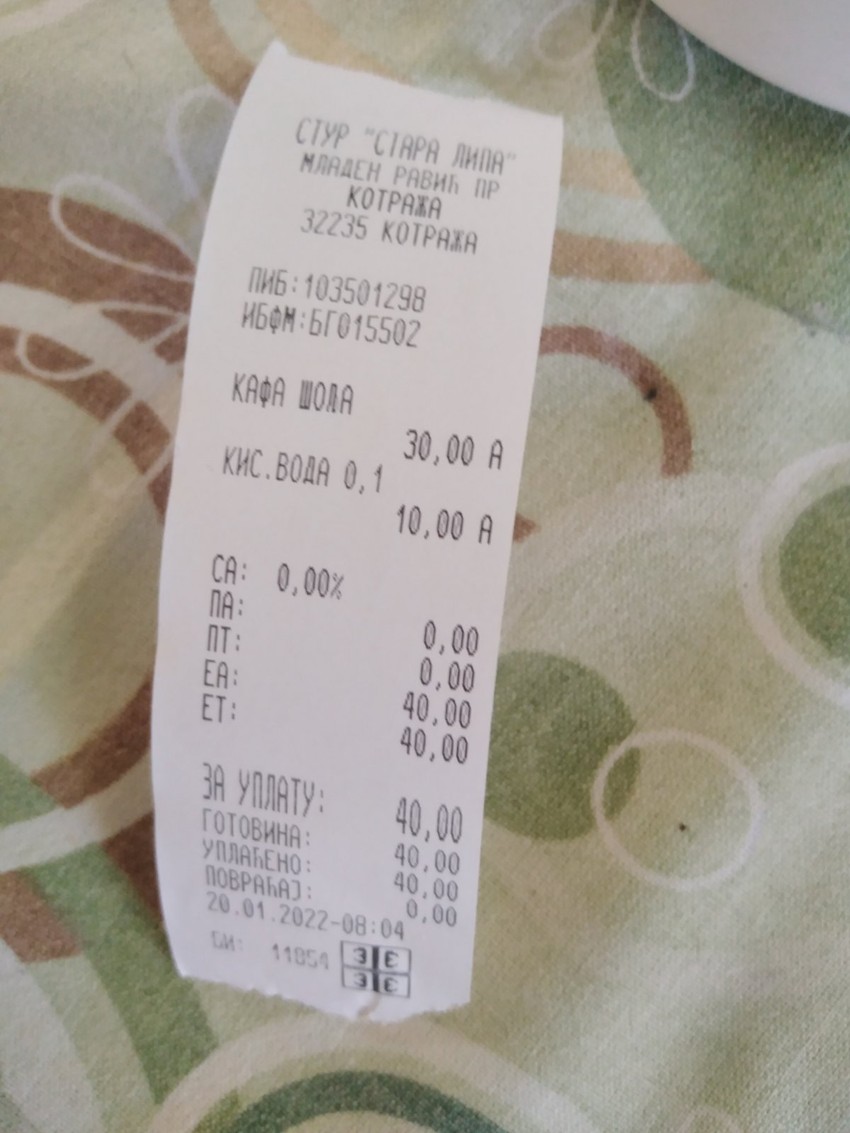 СТУР "СТАРА ЛИПА"
МЛАДЕН РАВИЋ ПР
КОТРАЖА
32235 КОТРАЖА
ПИБ:103501298
ИБФМ:БГ015502
КАФА ШОЉА
30,00 А
КИС.ВОДА 0,1
10,00 А
СА: 0,00%
ПА: 0,00
ПТ: 0,00
ЕА: 40,00
ЕТ: 40,00
ЗА УПЛАТУ: 40,00
ГОТОВИНА: 40,00
УПЛАЋЕНО: 40,00
ПОВРАЋАЈ: 0,00
20.01.2022-08:04
БИ: 11854